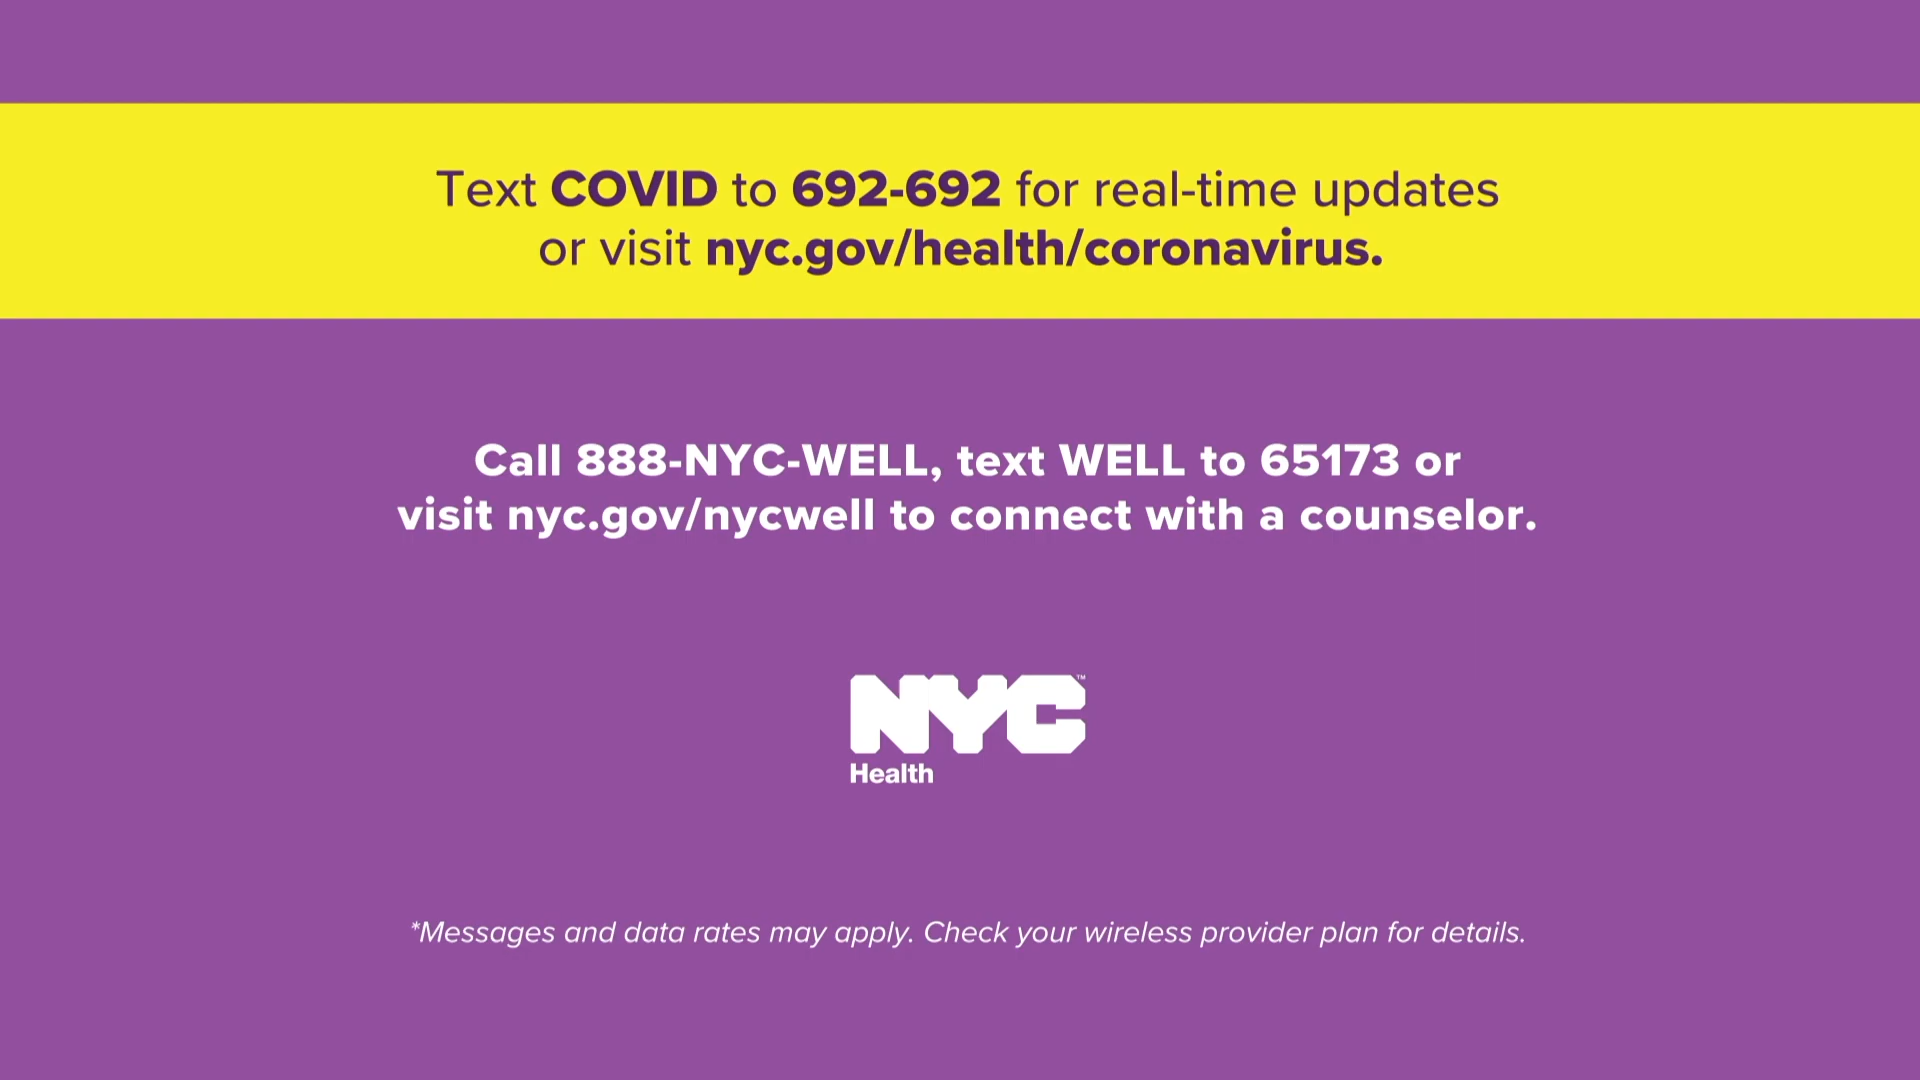 Text COVID to 692-692 for real-time updates
or visit nyc.gov/health/coronavirus.
Call 888-NYC-WELL, text WELL to 65173 or
visit nyc.gov/nycwell to connect with a counselor.
NYC™
Health
*Messages and data rates may apply. Check your wireless provider plan for details.